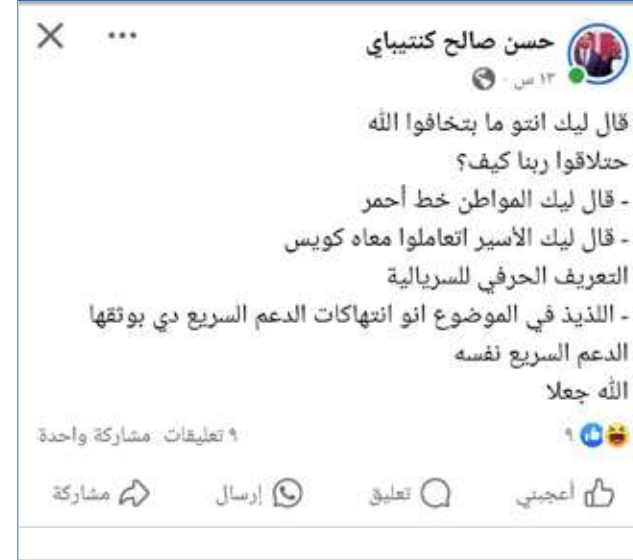 حسن صالح كنتيباي
١٣ س ·
قال ليك انتو ما بتخافوا الله
حتلاقوا ربنا كيف؟
- قال ليك المواطن خط أحمر
- قال ليك الأسير اتعاملوا معاه كويس
التعريف الحرفي للسريالية
- اللذيذ في الموضوع انو انتهاكات الدعم السريع دي بوثقها
الدعم السريع نفسه
الله جعلا
٩ ٩ تعليقات مشاركة واحدة
أعجبني تعليق إرسال مشاركة